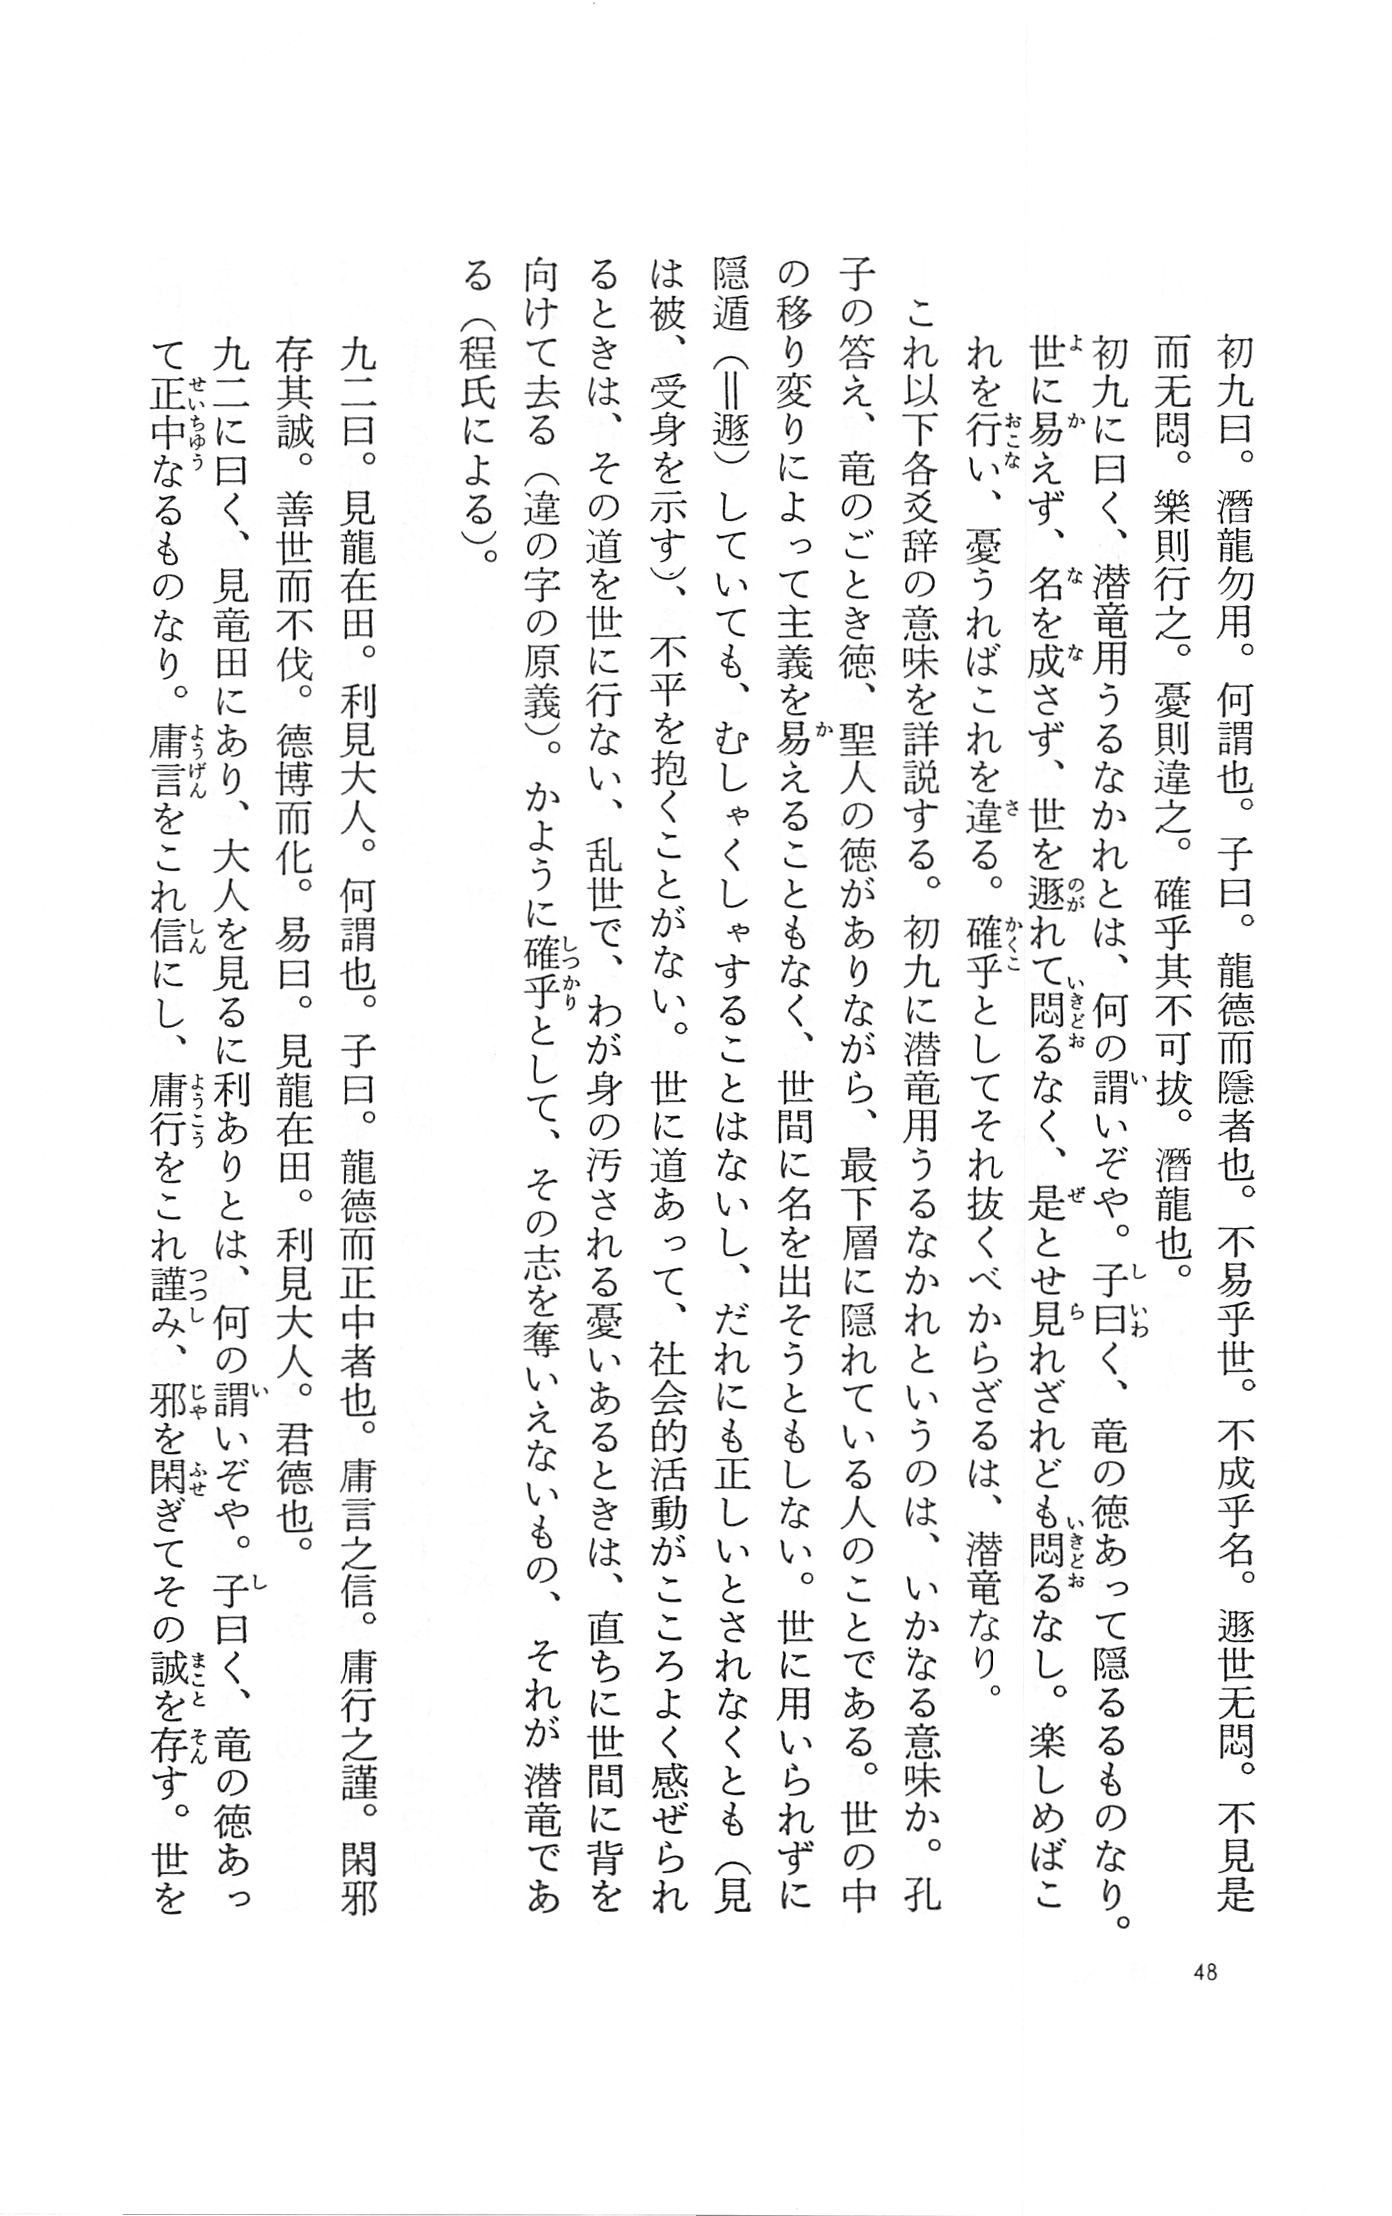 初九曰。潛龍勿用。何謂也。子曰。龍德而隱者也。不易乎世。不成乎名。遯世无悶。不見是
而无悶。樂則行之。憂則違之。確乎其不可拔。潛龍也。
初九に曰く、潜竜用うるなかれとは、何の謂いぞや。子曰く、竜の徳あって隠るるものなり。
世に易えず、名を成さず、世を遯れて悶るなく、是とせ見れざれども悶るなし。楽しめばこ
れを行い、憂うればこれを違る。確乎としてそれ抜くべからざるは、潜竜なり。
これ以下各爻辞の意味を詳説する。初九に潜竜用うるなかれというのは、いかなる意味か。孔
子の答え、竜のごとき徳、聖人の徳がありながら、最下層に隠れている人のことである。世の中
の移り変りによって主義を易えることもなく、世間に名を出そうともしない。世に用いられずに
隠遁（＝遯）していても、むしゃくしゃすることはないし、だれにも正しいとされなくとも（見
は被、受身を示す）、不平を抱くことがない。世に道あって、社会的活動がこころよく感ぜられ
るときは、その道を世に行ない、乱世で、わが身の汚される憂いあるときは、直ちに世間に背を
向けて去る（違の字の原義）。かように確乎として、その志を奪いえないもの、それが潜竜であ
る（程氏による）。
九二曰。見龍在田。利見大人。何謂也。子曰。龍德而正中者也。庸言之信。庸行之謹。閑邪
存其誠。善世而不伐。德博而化。易曰。見龍在田。利見大人。君德也。
九二に曰く、見竜田にあり、大人を見るに利ありとは、何の謂いぞや。子曰く、竜の徳あっ
て正中なるものなり。庸言をこれ信にし、庸行をこれ謹み、邪を閑ぎてその誠を存す。世を
48